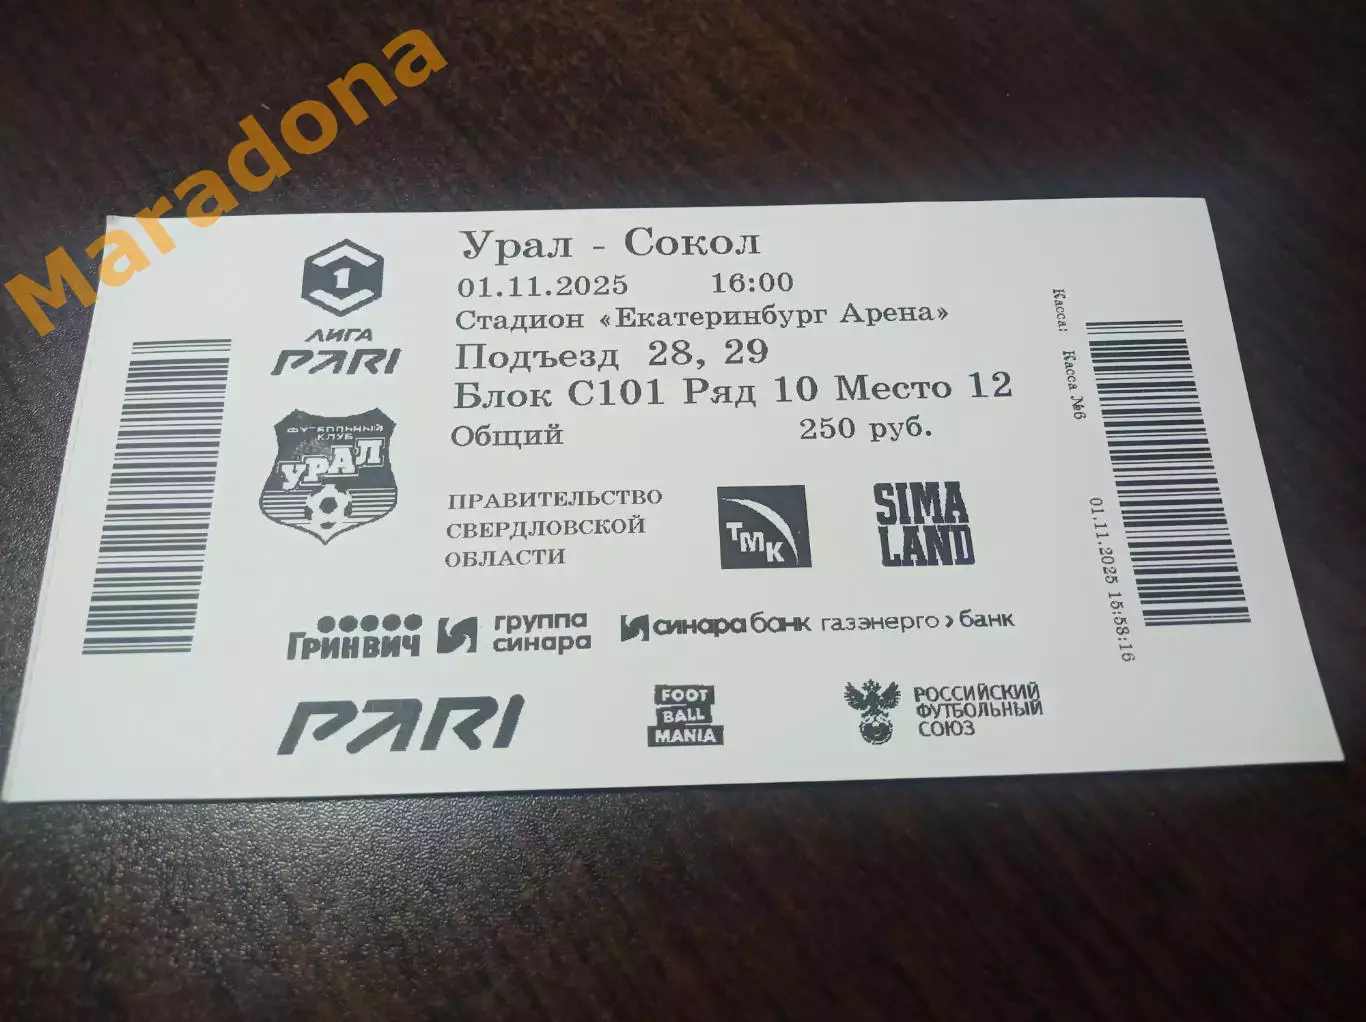 Maradona
Урал - Сокол
01.11.2025 16:00
Стадион «Екатеринбург Арена»
Подъезд 28, 29
Блок C101 Ряд 10 Место 12
Общий 250 руб.
1
ЛИГА
PARI
ФУТБОЛЬНЫЙ
КЛУБ
УРАЛ
ПРАВИТЕЛЬСТВО
СВЕРДЛОВСКОЙ
ОБЛАСТИ
ТМК
SIMA
LAND
ГРИНВИЧ
группа
синара
синара банк
газэнерго›банк
PARI
FOOT
BALL
MANIA
РОССИЙСКИЙ
ФУТБОЛЬНЫЙ
СОЮЗ
Касса: Касса №6
01.11.2025 15:58:16